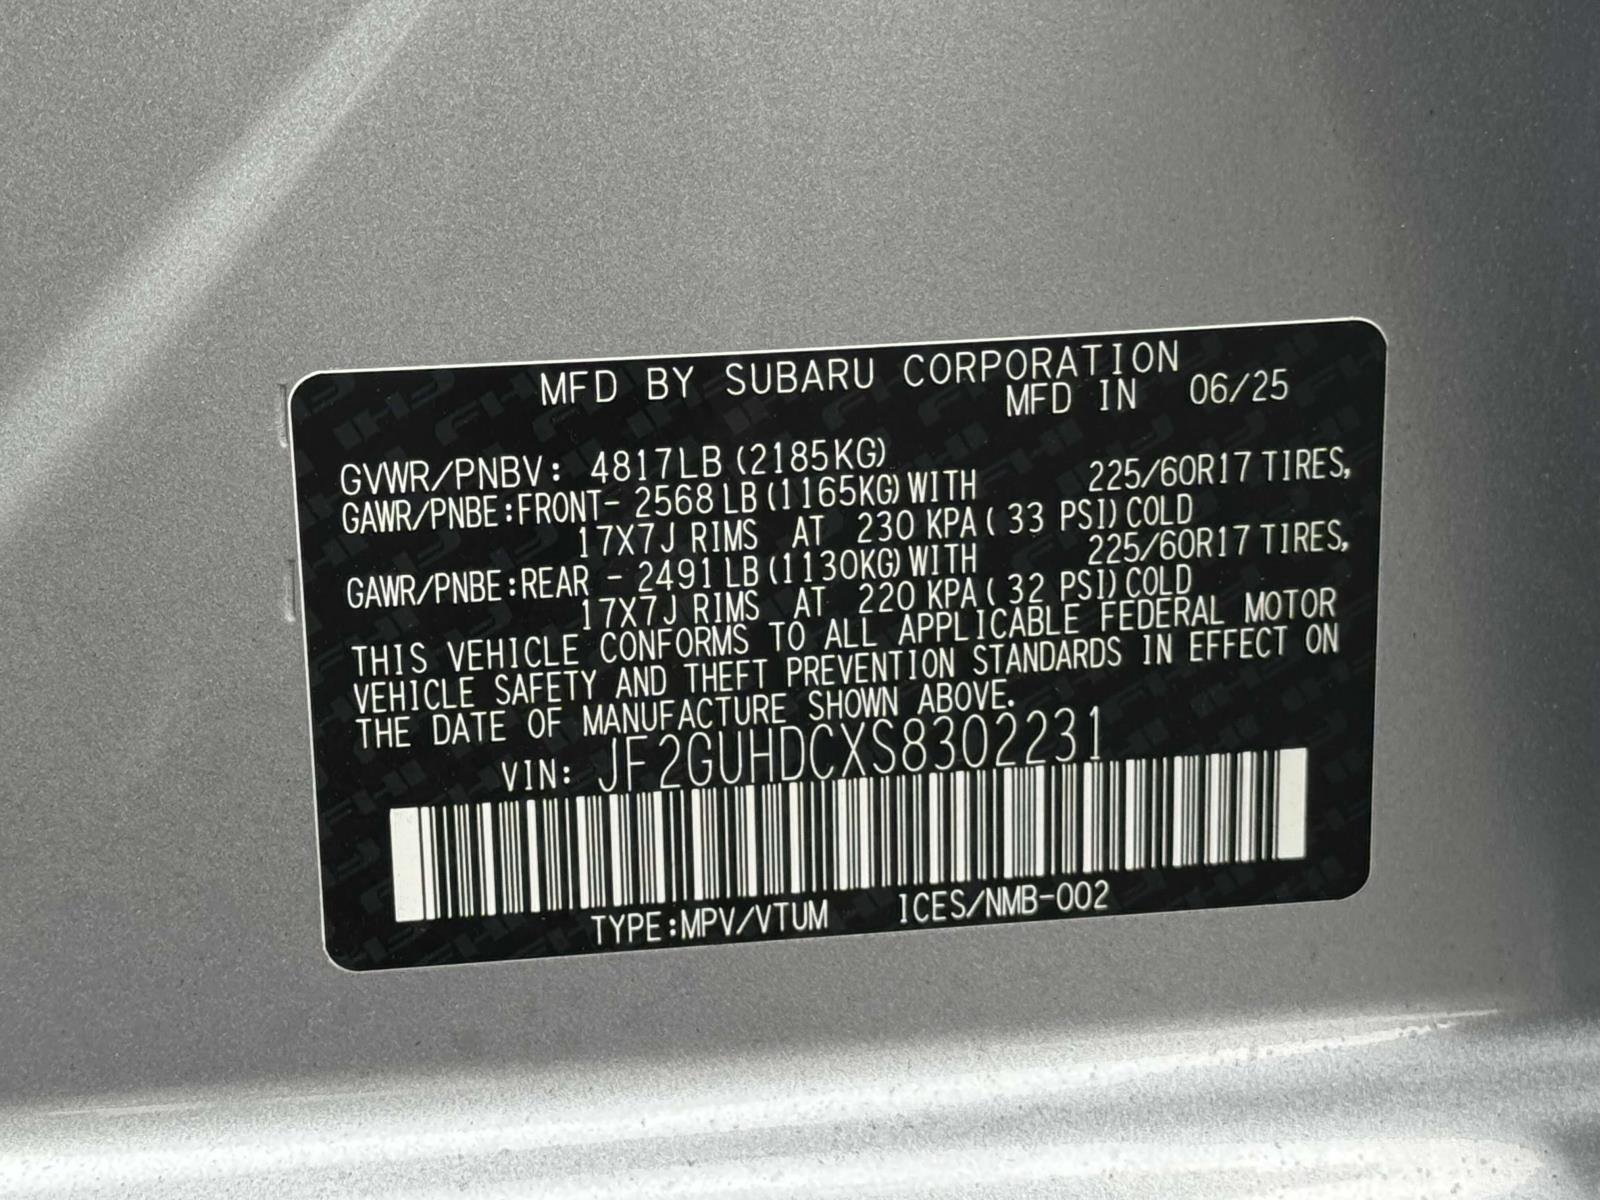 MFD BY SUBARU CORPORATION
MFD IN 06/25
GVWR/PNBV: 4817LB (2185KG)
GAWR/PNBE:FRONT- 2568 LB (1165KG) WITH 225/60R17 TIRES,
17X7J RIMS AT 230 KPA ( 33 PSI) COLD
GAWR/PNBE:REAR - 2491 LB (1130KG) WITH 225/60R17 TIRES,
17X7J RIMS AT 220 KPA ( 32 PSI) COLD
THIS VEHICLE CONFORMS TO ALL APPLICABLE FEDERAL MOTOR
VEHICLE SAFETY AND THEFT PREVENTION STANDARDS IN EFFECT ON
THE DATE OF MANUFACTURE SHOWN ABOVE.
VIN: JF2GUHDCXS8302231
TYPE:MPV/VTUM ICES/NMB-002